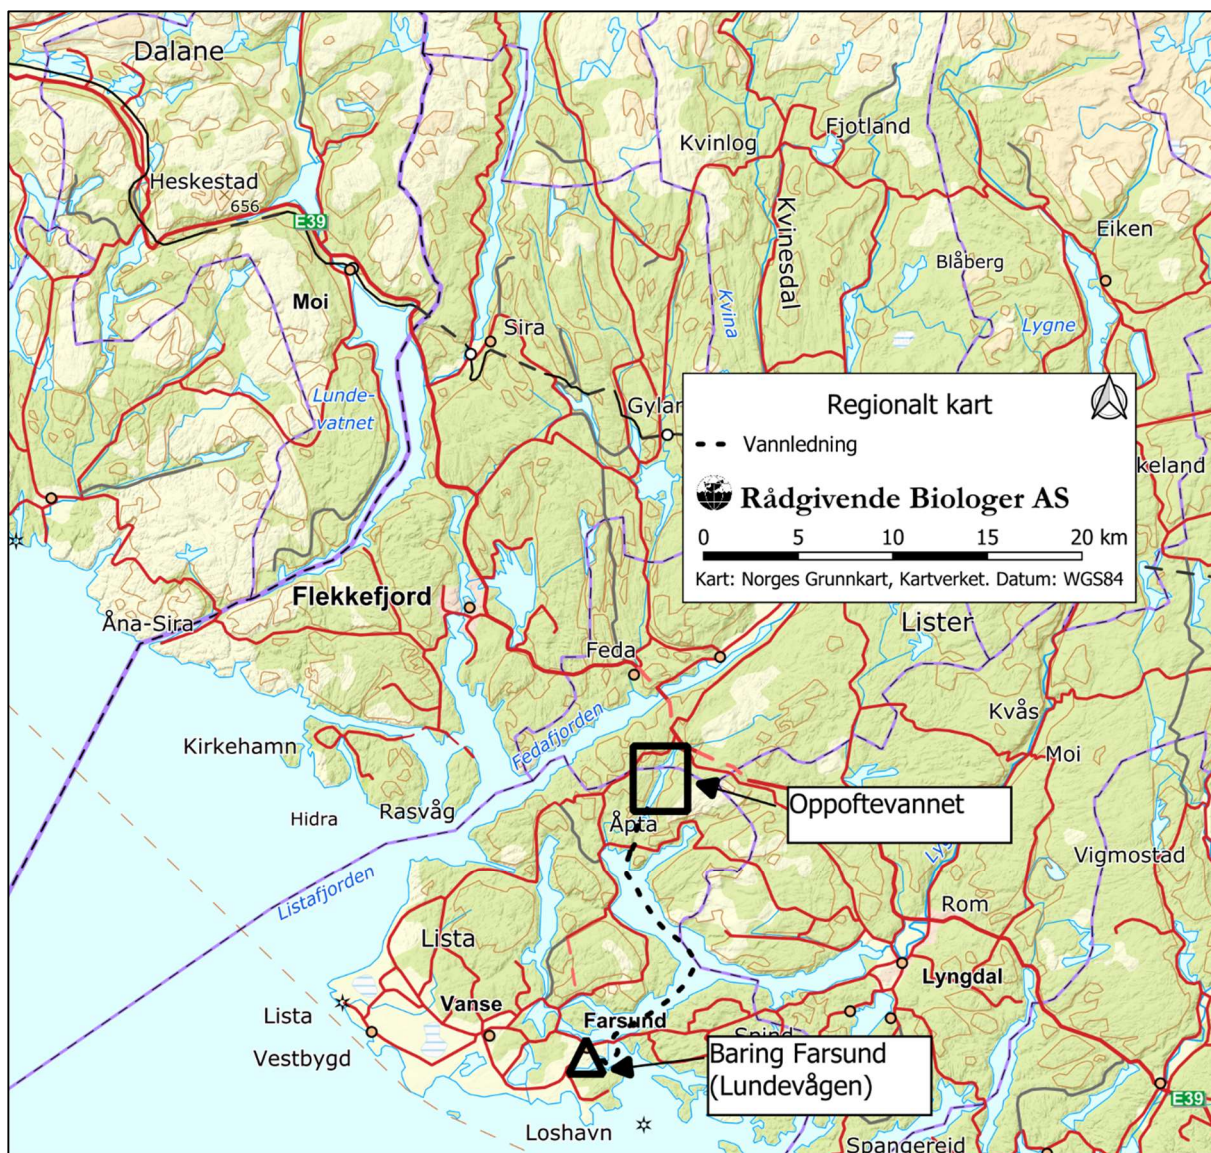 Dalane
Fjotland
Kvinlog
Heskestad
656
E39
Kvinesdal
Eiken
Blåberg
Kvina
Moi
Lygne
Sira
Lunde-
vatnet
Regionalt kart
Vannledning
keland
Rådgivende Biologer AS
0 5 10 15 20 km
Kart: Norges Grunnkart, Kartverket. Datum: WGS84
Flekkefjord
Åna-Sira
Lister
Feda
Kvås
Fedafjorden
Kirkehamn
Moi
Oppoftevannet
Rasvåg
Hidra
Åpta
Vigmostad
Listafjorden
Rom
Lista
Lyngdal
Vanse
Lista
Farsund
Vestbygd
Baring Farsund
(Lundevågen)
E39
Loshavn
Spangereid